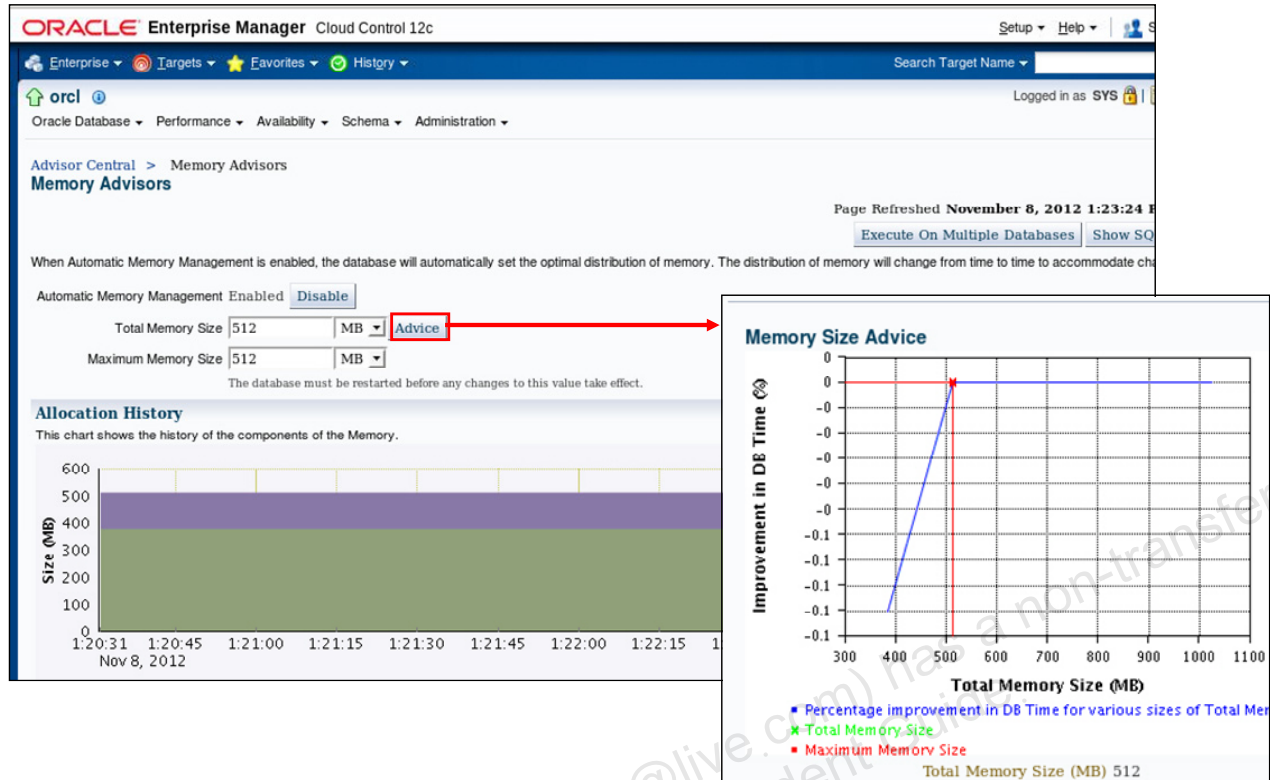 ORACLE Enterprise Manager Cloud Control 12c
Setup Help
Enterprise Targets Favorites History
Search Target Name
orcl
Logged in as SYS
Oracle Database Performance Availability Schema Administration
Advisor Central > Memory Advisors
Memory Advisors
Page Refreshed November 8, 2012 1:23:24
Execute On Multiple Databases Show SQ
When Automatic Memory Management is enabled, the database will automatically set the optimal distribution of memory. The distribution of memory will change from time to time to accommodate cha
Automatic Memory Management Enabled Disable
Total Memory Size 512 MB Advice
Maximum Memory Size 512 MB
The database must be restarted before any changes to this value take effect.
Allocation History
This chart shows the history of the components of the Memory.
Size (MB)
600
500
400
300
200
100
0
1:20:31 1:20:45 1:21:00 1:21:15 1:21:30 1:21:45 1:22:00 1:22:15 1
Nov 8, 2012
Memory Size Advice
Improvement in DB Time (%)
0
0
-0
-0
-0
-0
-0
-0.1
-0.1
-0.1
-0.1
-0.1
300 400 500 600 700 800 900 1000 1100
Total Memory Size (MB)
Percentage improvement in DB Time for various sizes of Total Mer
Total Memory Size
Maximum Memory Size
Total Memory Size (MB) 512
has a non-transfer
@live.com)